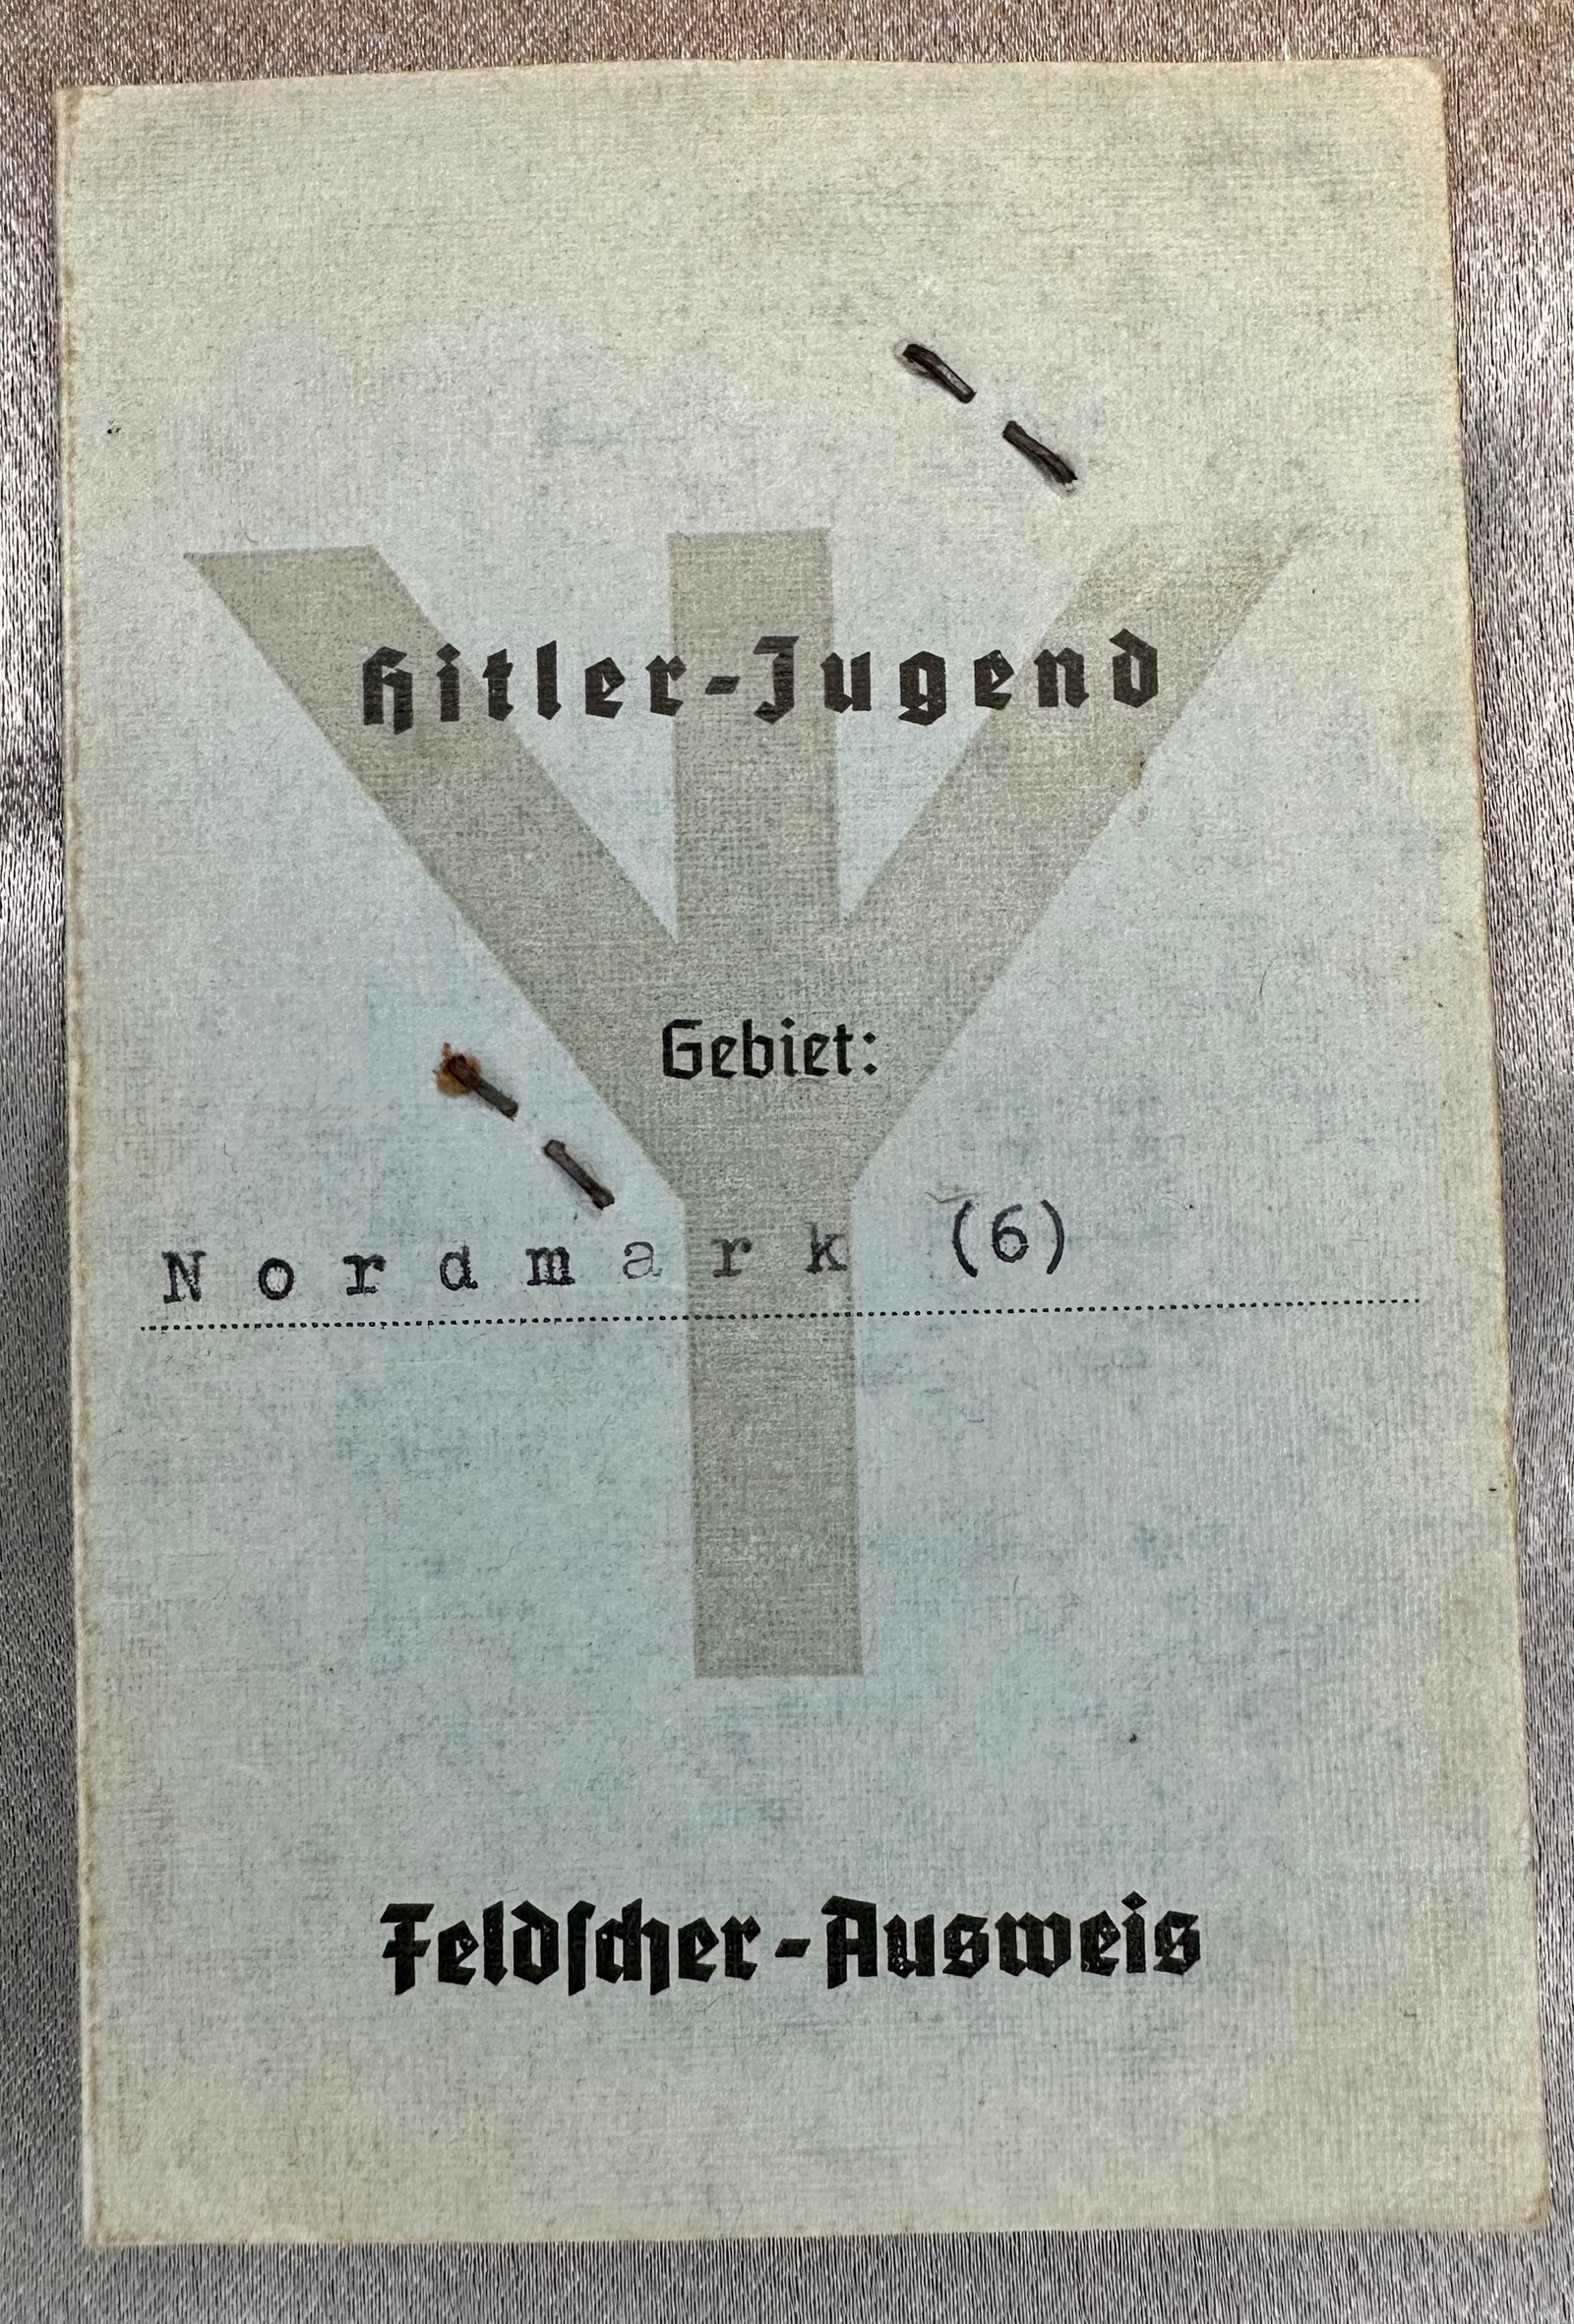 Hitler-Jugend
Gebiet:
Nordmark (6)
Feldſcher-Ausweis